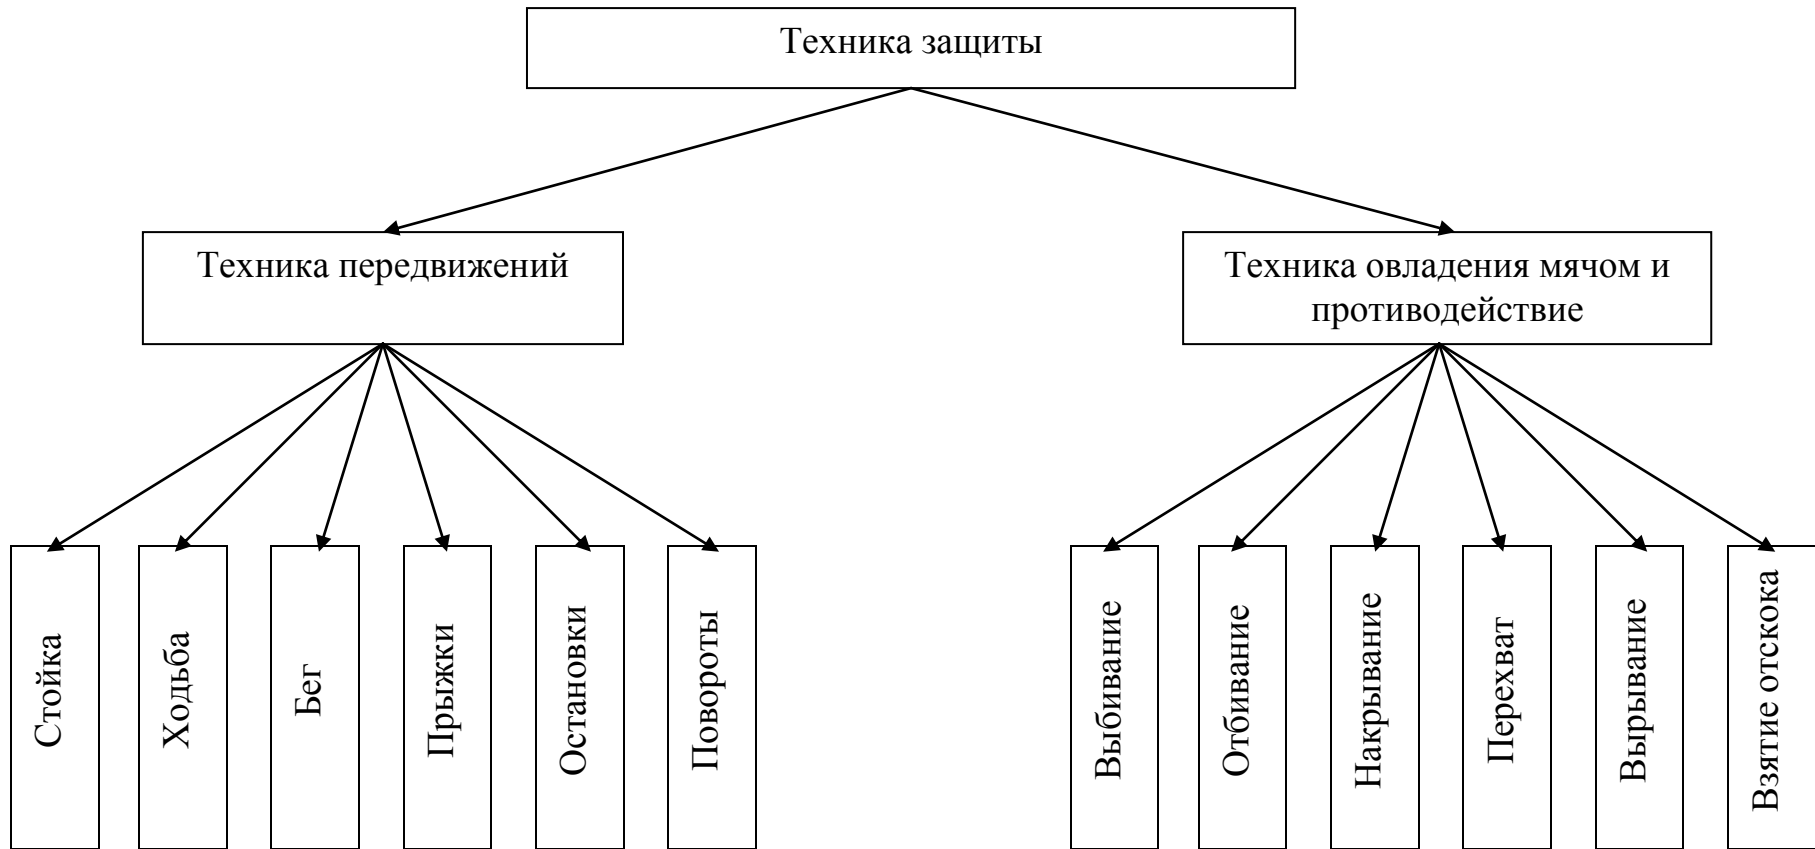 Техника защиты
Техника передвижений
Техника овладения мячом и
противодействие
Стойка
Ходьба
Бег
Прыжки
Остановки
Повороты
Выбивание
Отбивание
Накрывание
Перехват
Вырывание
Взятие отскока